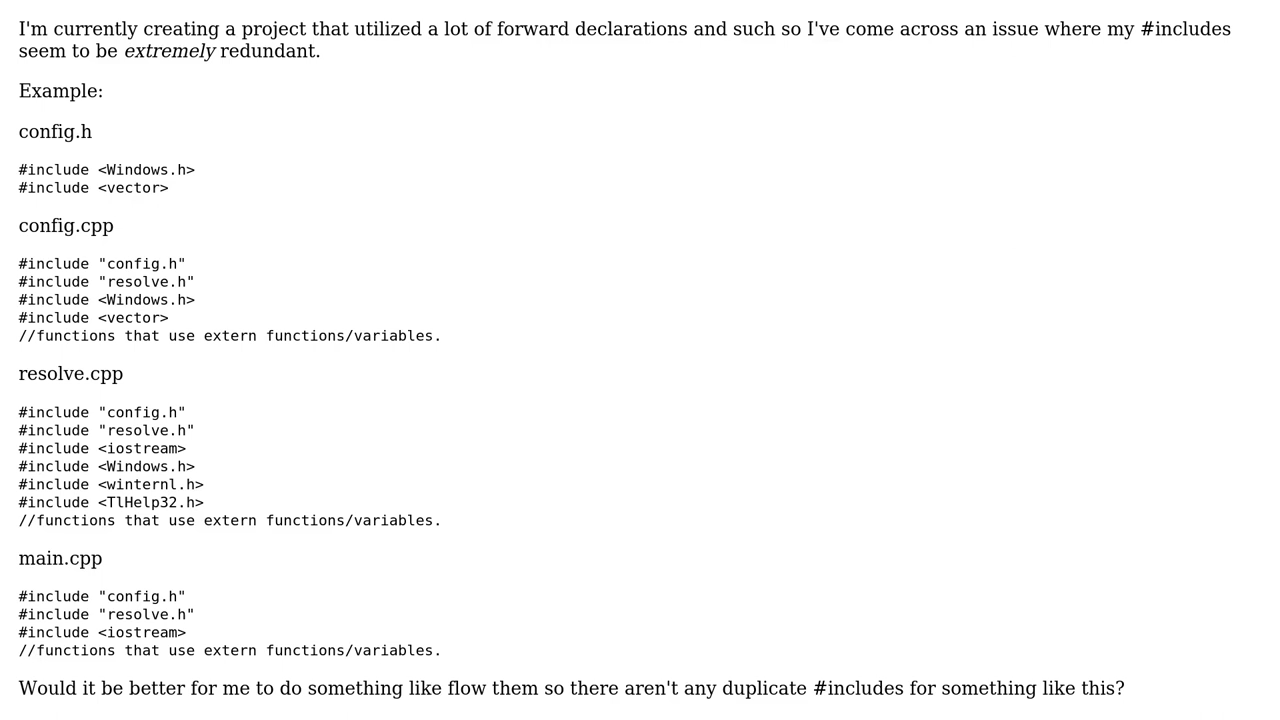 I'm currently creating a project that utilized a lot of forward declarations and such so I've come across an issue where my #includes
seem to be extremely redundant.
Example:
config.h
#include <Windows.h>
#include <vector>
config.cpp
#include "config.h"
#include "resolve.h"
#include <Windows.h>
#include <vector>
//functions that use extern functions/variables.
resolve.cpp
#include "config.h"
#include "resolve.h"
#include <iostream>
#include <Windows.h>
#include <winternl.h>
#include <TlHelp32.h>
//functions that use extern functions/variables.
main.cpp
#include "config.h"
#include "resolve.h"
#include <iostream>
//functions that use extern functions/variables.
Would it be better for me to do something like flow them so there aren't any duplicate #includes for something like this?